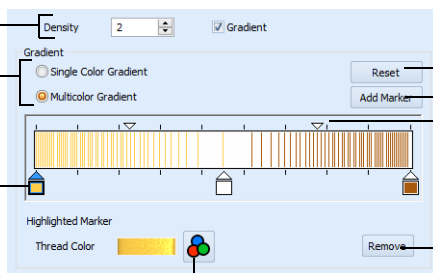 Density 2 Gradient
Gradient
Single Color Gradient
Reset
Multicolor Gradient
Add Marker
Highlighted Marker
Thread Color
Remove